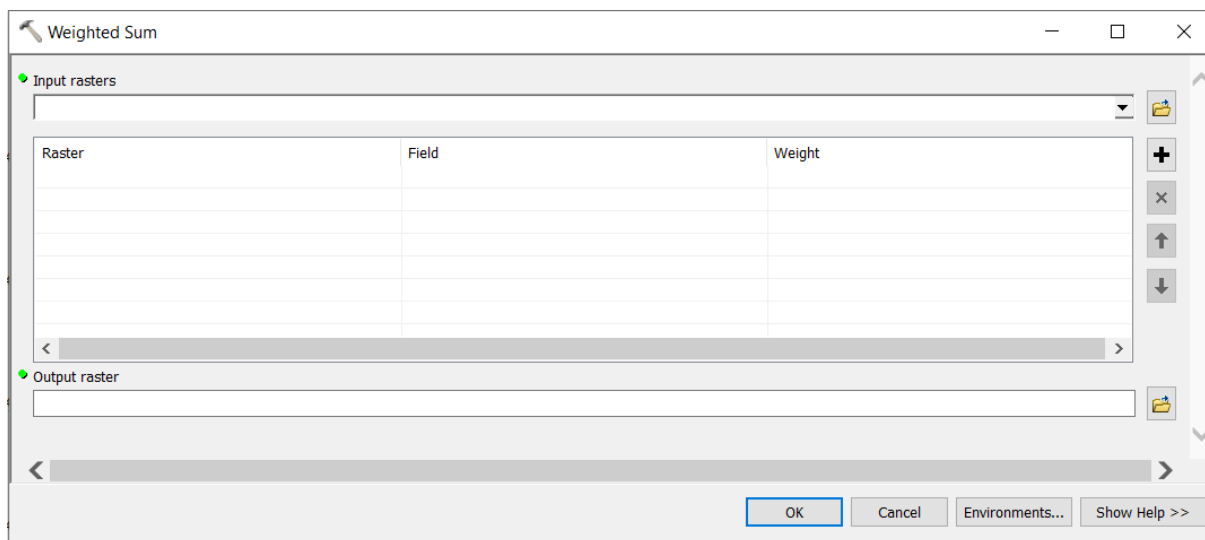 Weighted Sum
Input rasters
Raster Field Weight
Output raster
OK Cancel Environments... Show Help >>